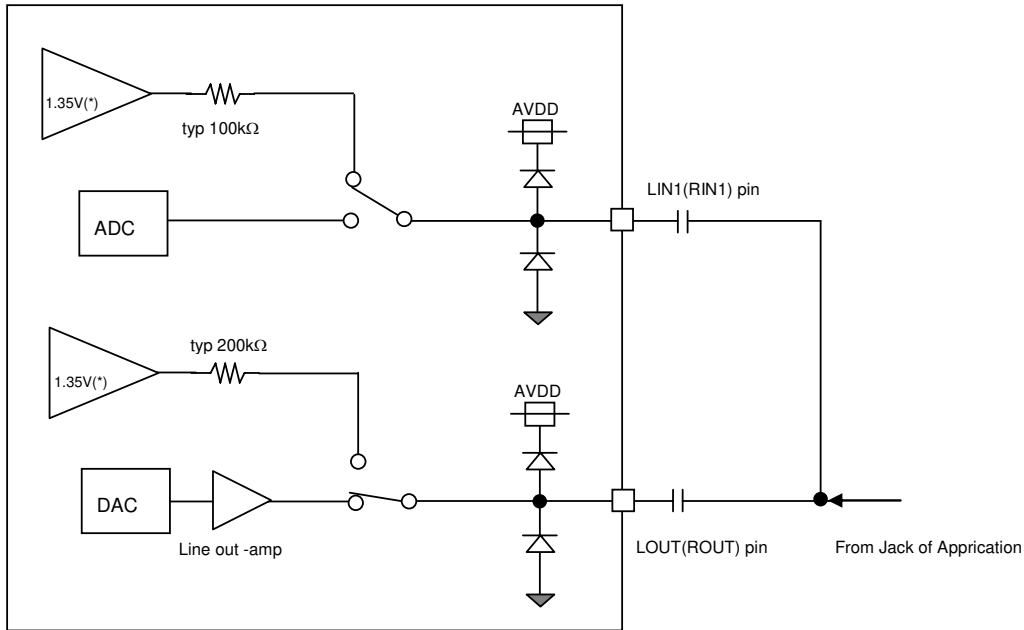 1.35V(*)
typ 100kΩ
AVDD
LIN1(RIN1) pin
ADC
typ 200kΩ
1.35V(*)
AVDD
DAC
Line out -amp
LOUT(ROUT) pin
From Jack of Apprication